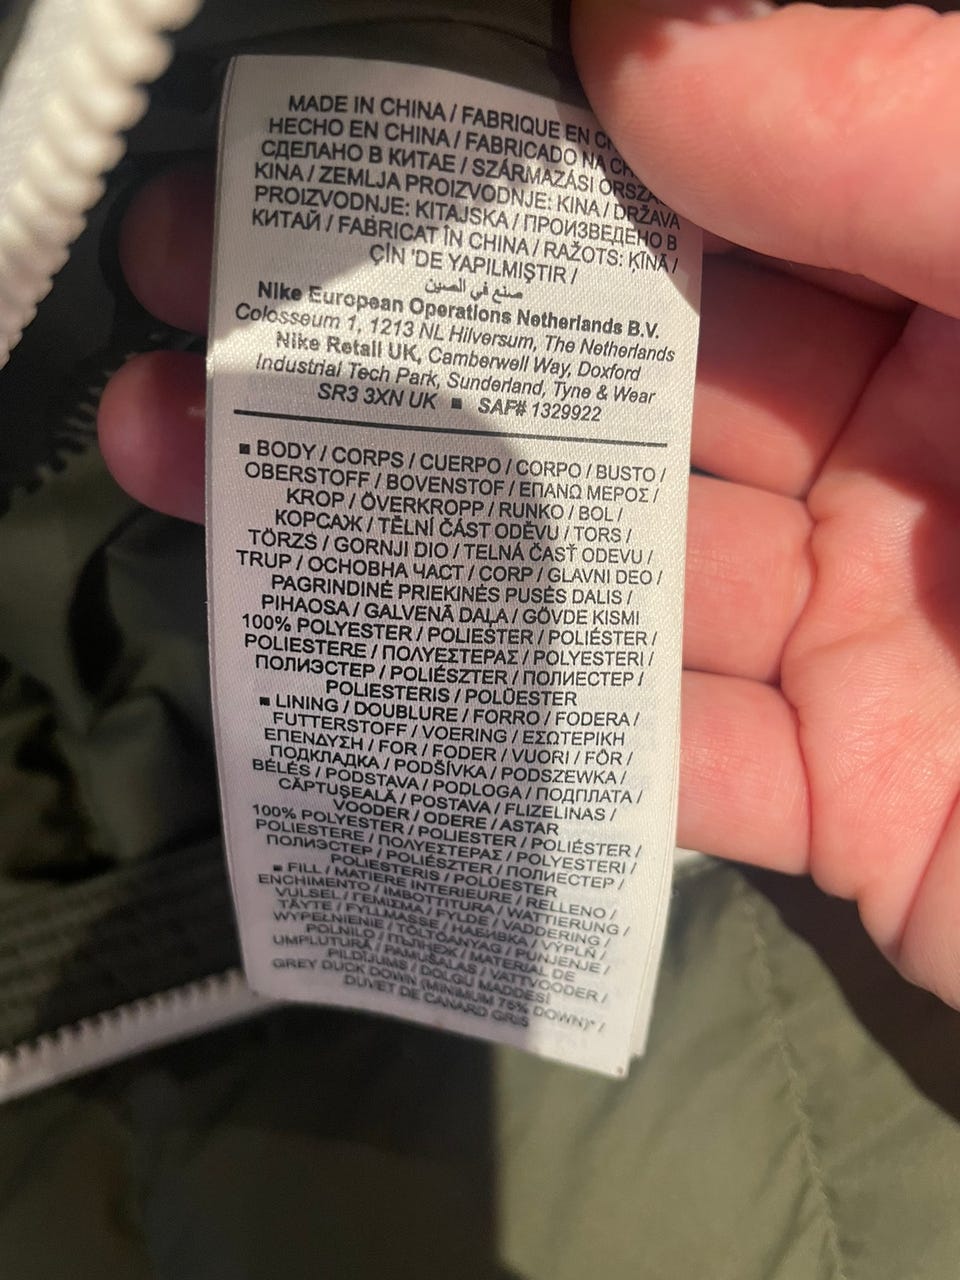 MADE IN CHINA / FABRIQUE EN
HECHO EN CHINA / FABRICADO NA
СДЕЛАНО В КИТАЕ / SZÁRMAZÁSI
KINA / ZEMLJA PROIZVODNJE: KINA / DRŽAVA
PROIZVODNJE: KITAJSKA / ПРОИЗВЕДЕНО В
КИТАЙ / FABRICAT ÎN CHINA / RAŽOTS: ĶĪNĀ /
ÇİN 'DE YAPILMIŞTIR /
صنع في الصين
Nike European Operations Netherlands B.V.
Colosseum 1, 1213 NL Hilversum, The Netherlands
Nike Retail UK, Camberwell Way, Doxford
Industrial Tech Park, Sunderland, Tyne & Wear
SR3 3XN UK ■ SAF# 1329922
■ BODY / CORPS / CUERPO / CORPO / BUSTO /
OBERSTOFF / BOVENSTOF / ΕΠΑΝΩ ΜΕΡΟΣ /
KROP / ÖVERKROPP / RUNKO / BOL /
КОРСАЖ / TĚLNÍ ČÁST ODĚVU / TORS /
TÖRZS / GORNJI DIO / TELNÁ ČASŤ ODEVU /
TRUP / ОСНОВНА ЧАСТ / CORP / GLAVNI DEO /
PAGRINDINĖ PRIEKINĖS PUSĖS DALIS /
PIHAOSA / GALVENĀ DAĻA / GÖVDE KISMI
100% POLYESTER / POLIESTER / POLIÉSTER /
POLIESTERE / ΠΟΛΥΕΣΤΕΡΑΣ / POLYESTERI /
ПОЛИЭСТЕР / POLIÉSZTER / ПОЛИЕСТЕР /
POLIESTERIS / POLÜESTER
■ LINING / DOUBLURE / FORRO / FODERA /
FUTTERSTOFF / VOERING / ΕΣΩΤΕΡΙΚΗ
ΕΠΕΝΔΥΣΗ / FOR / FODER / VUORI / FÔR /
ПОДКЛАДКА / PODŠÍVKA / PODSZEWKA /
BÉLÉS / PODSTAVA / PODLOGA / ПОДПЛАТА /
CĂPTUŞEALĂ / POSTAVA / FLIZELINAS /
VOODER / ODERE / ASTAR
100% POLYESTER / POLIESTER / POLIÉSTER /
POLIESTERE / ΠΟΛΥΕΣΤΕΡΑΣ / POLYESTERI /
ПОЛИЭСТЕР / POLIÉSZTER / ПОЛИЕСТЕР /
POLIESTERIS / POLÜESTER
■ FILL / MATIERE INTERIEURE / RELLENO /
ENCHIMENTO / IMBOTTITURA / WATTIERUNG /
VULSEL / ΓΕΜΙΣΜΑ / FYLDE / VADDERING /
TÄYTE / FYLLMASSE / НАБИВКА / VÝPLŇ /
WYPEŁNIENIE / TÖLTŐANYAG / PUNJENJE /
POLNILO / ПЪЛНЕЖ / MATERIAL DE
UMPLUTURĂ / PAMUŠALAS / VATTVOODER /
PILDĪJUMS / DOLGU MADDESİ
GREY DUCK DOWN (MINIMUM 75% DOWN)* /
DUVET DE CANARD GRIS